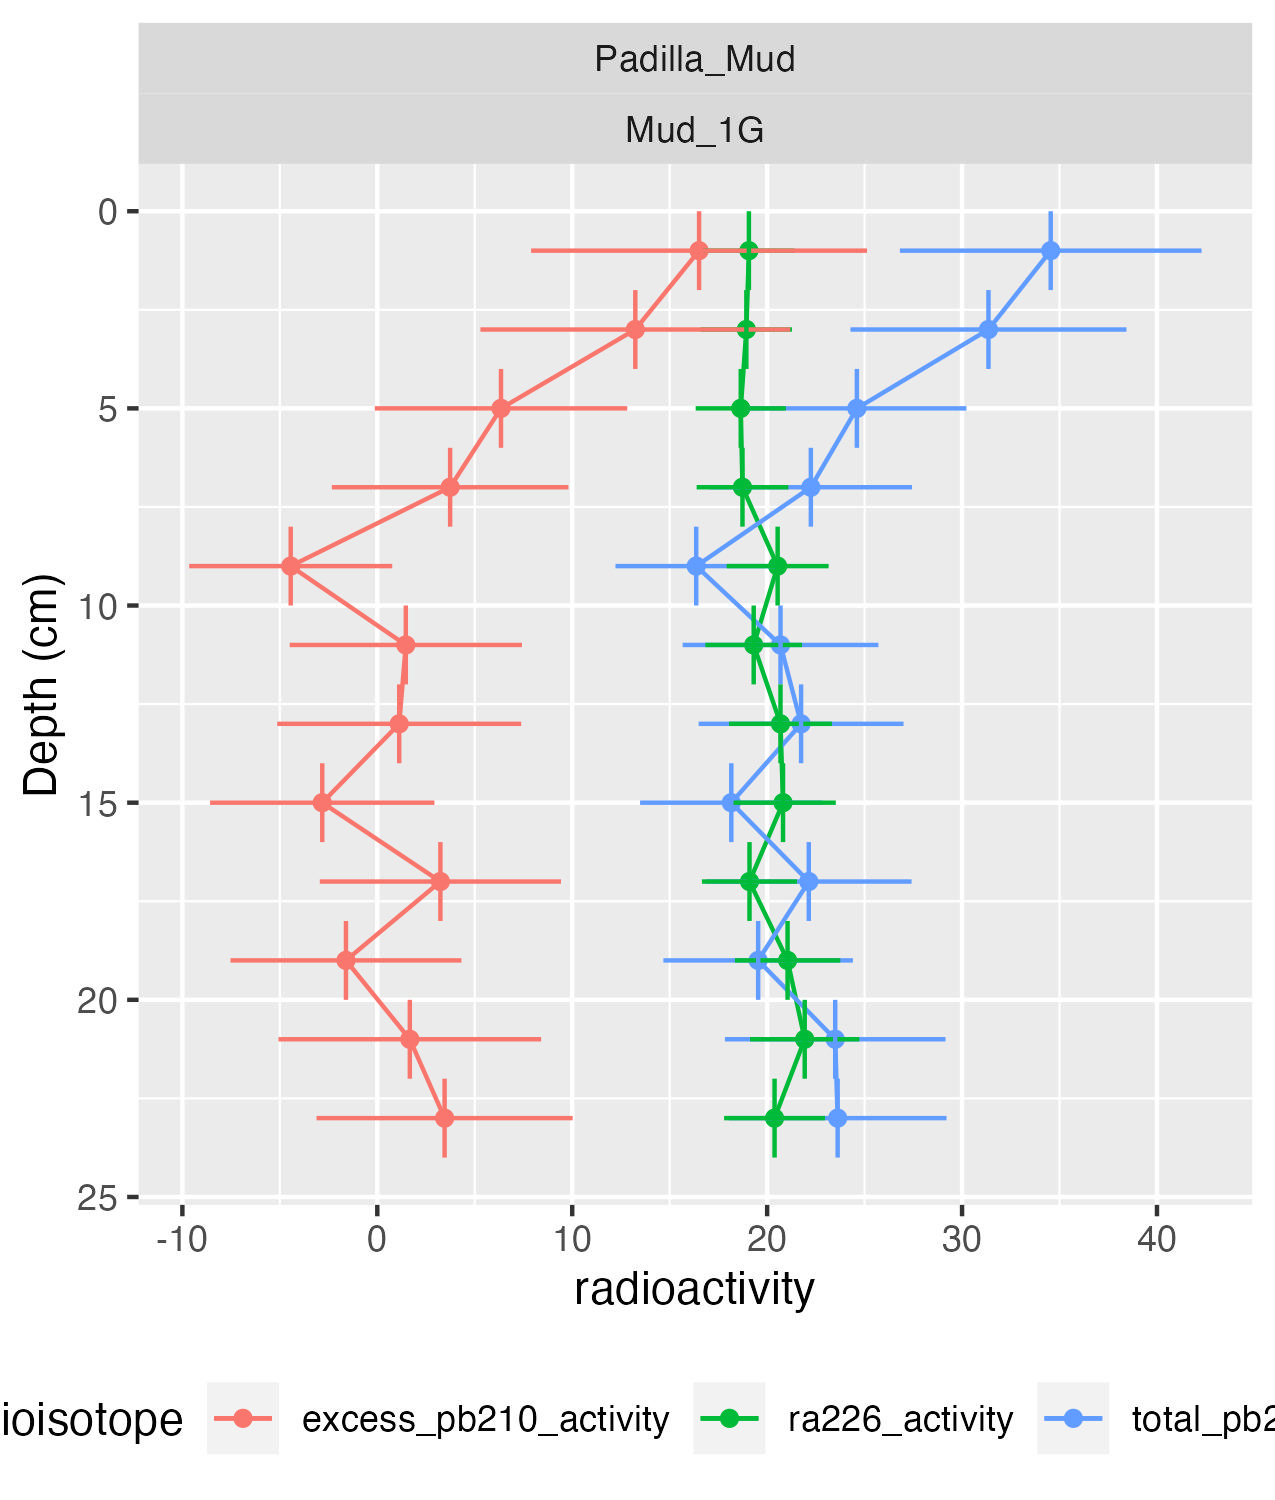 Padilla_Mud
Mud_1G
0
5
10
15
20
25
Depth (cm)
-10 0 10 20 30 40
radioactivity
ioisotope excess_pb210_activity ra226_activity total_pb2